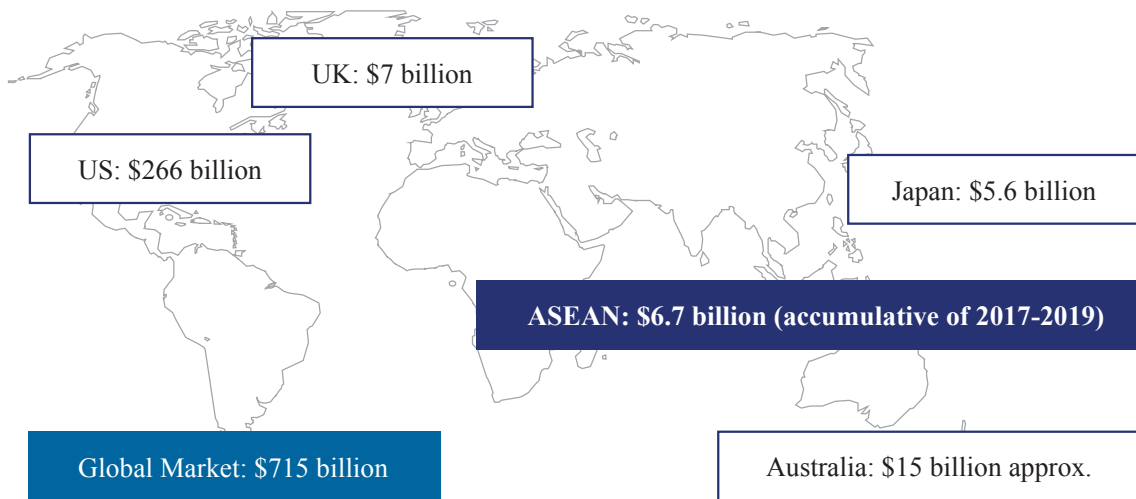 UK: $7 billion
US: $266 billion
Japan: $5.6 billion
ASEAN: $6.7 billion (accumulative of 2017-2019)
Global Market: $715 billion
Australia: $15 billion approx.